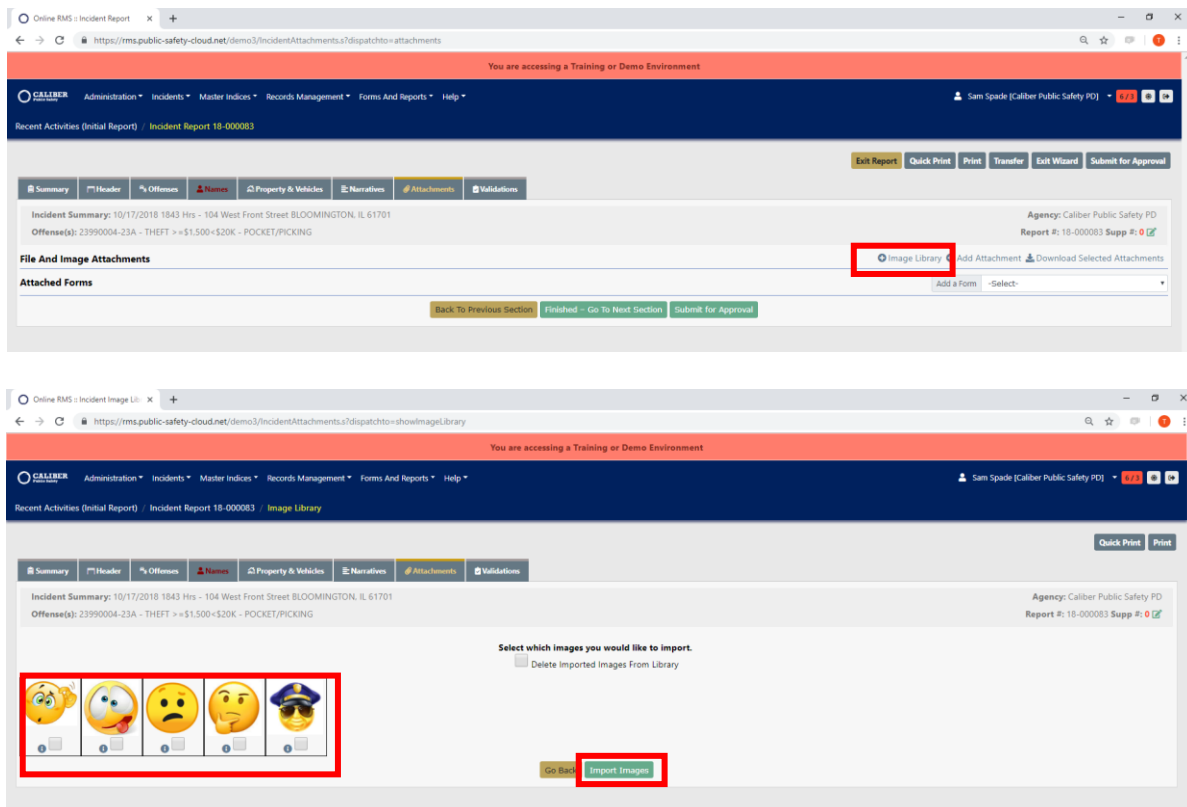 Online RMS :: Incident Report
https://rms.public-safety-cloud.net/demo3/IncidentAttachments.s?dispatchto=attachments
You are accessing a Training or Demo Environment
CALIBER Public Safety Administration Incidents Master Indices Records Management Forms And Reports Help Sam Spade [Caliber Public Safety PD] 6 / 3
Recent Activities (Initial Report) / Incident Report 18-000083
Exit Report Quick Print Print Transfer Exit Wizard Submit for Approval
Summary Header Offenses Names Property & Vehicles Narratives Attachments Validations
Incident Summary: 10/17/2018 1843 Hrs - 104 West Front Street BLOOMINGTON, IL 61701 Agency: Caliber Public Safety PD
Offense(s): 23990004-23A - THEFT >=$1,500<$20K - POCKET/PICKING Report #: 18-000083 Supp #: 0
File And Image Attachments Image Library Add Attachment Download Selected Attachments
Attached Forms Add a Form -Select-
Back To Previous Section Finished - Go To Next Section Submit for Approval
Online RMS :: Incident Image Lib
https://rms.public-safety-cloud.net/demo3/IncidentAttachments.s?dispatchto=showImageLibrary
You are accessing a Training or Demo Environment
CALIBER Public Safety Administration Incidents Master Indices Records Management Forms And Reports Help Sam Spade [Caliber Public Safety PD] 6 / 3
Recent Activities (Initial Report) / Incident Report 18-000083 / Image Library
Quick Print Print
Summary Header Offenses Names Property & Vehicles Narratives Attachments Validations
Incident Summary: 10/17/2018 1843 Hrs - 104 West Front Street BLOOMINGTON, IL 61701 Agency: Caliber Public Safety PD
Offense(s): 23990004-23A - THEFT >=$1,500<$20K - POCKET/PICKING Report #: 18-000083 Supp #: 0
Select which images you would like to import.
Delete Imported Images From Library
Go Back Import Images